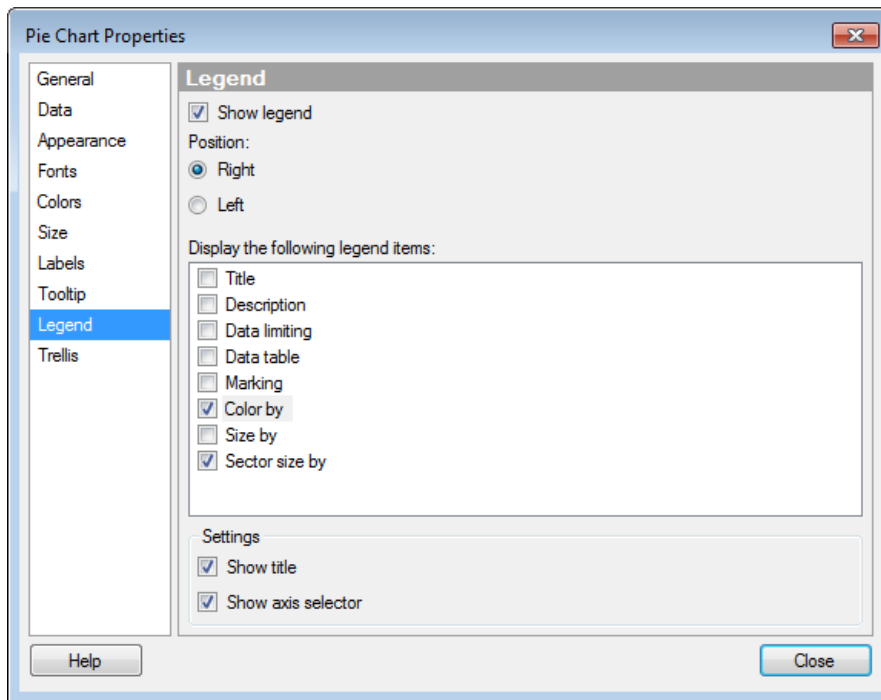 Pie Chart Properties
General
Data
Appearance
Fonts
Colors
Size
Labels
Tooltip
Legend
Trellis
Legend
Show legend
Position:
Right
Left
Display the following legend items:
Title
Description
Data limiting
Data table
Marking
Color by
Size by
Sector size by
Settings
Show title
Show axis selector
Help
Close